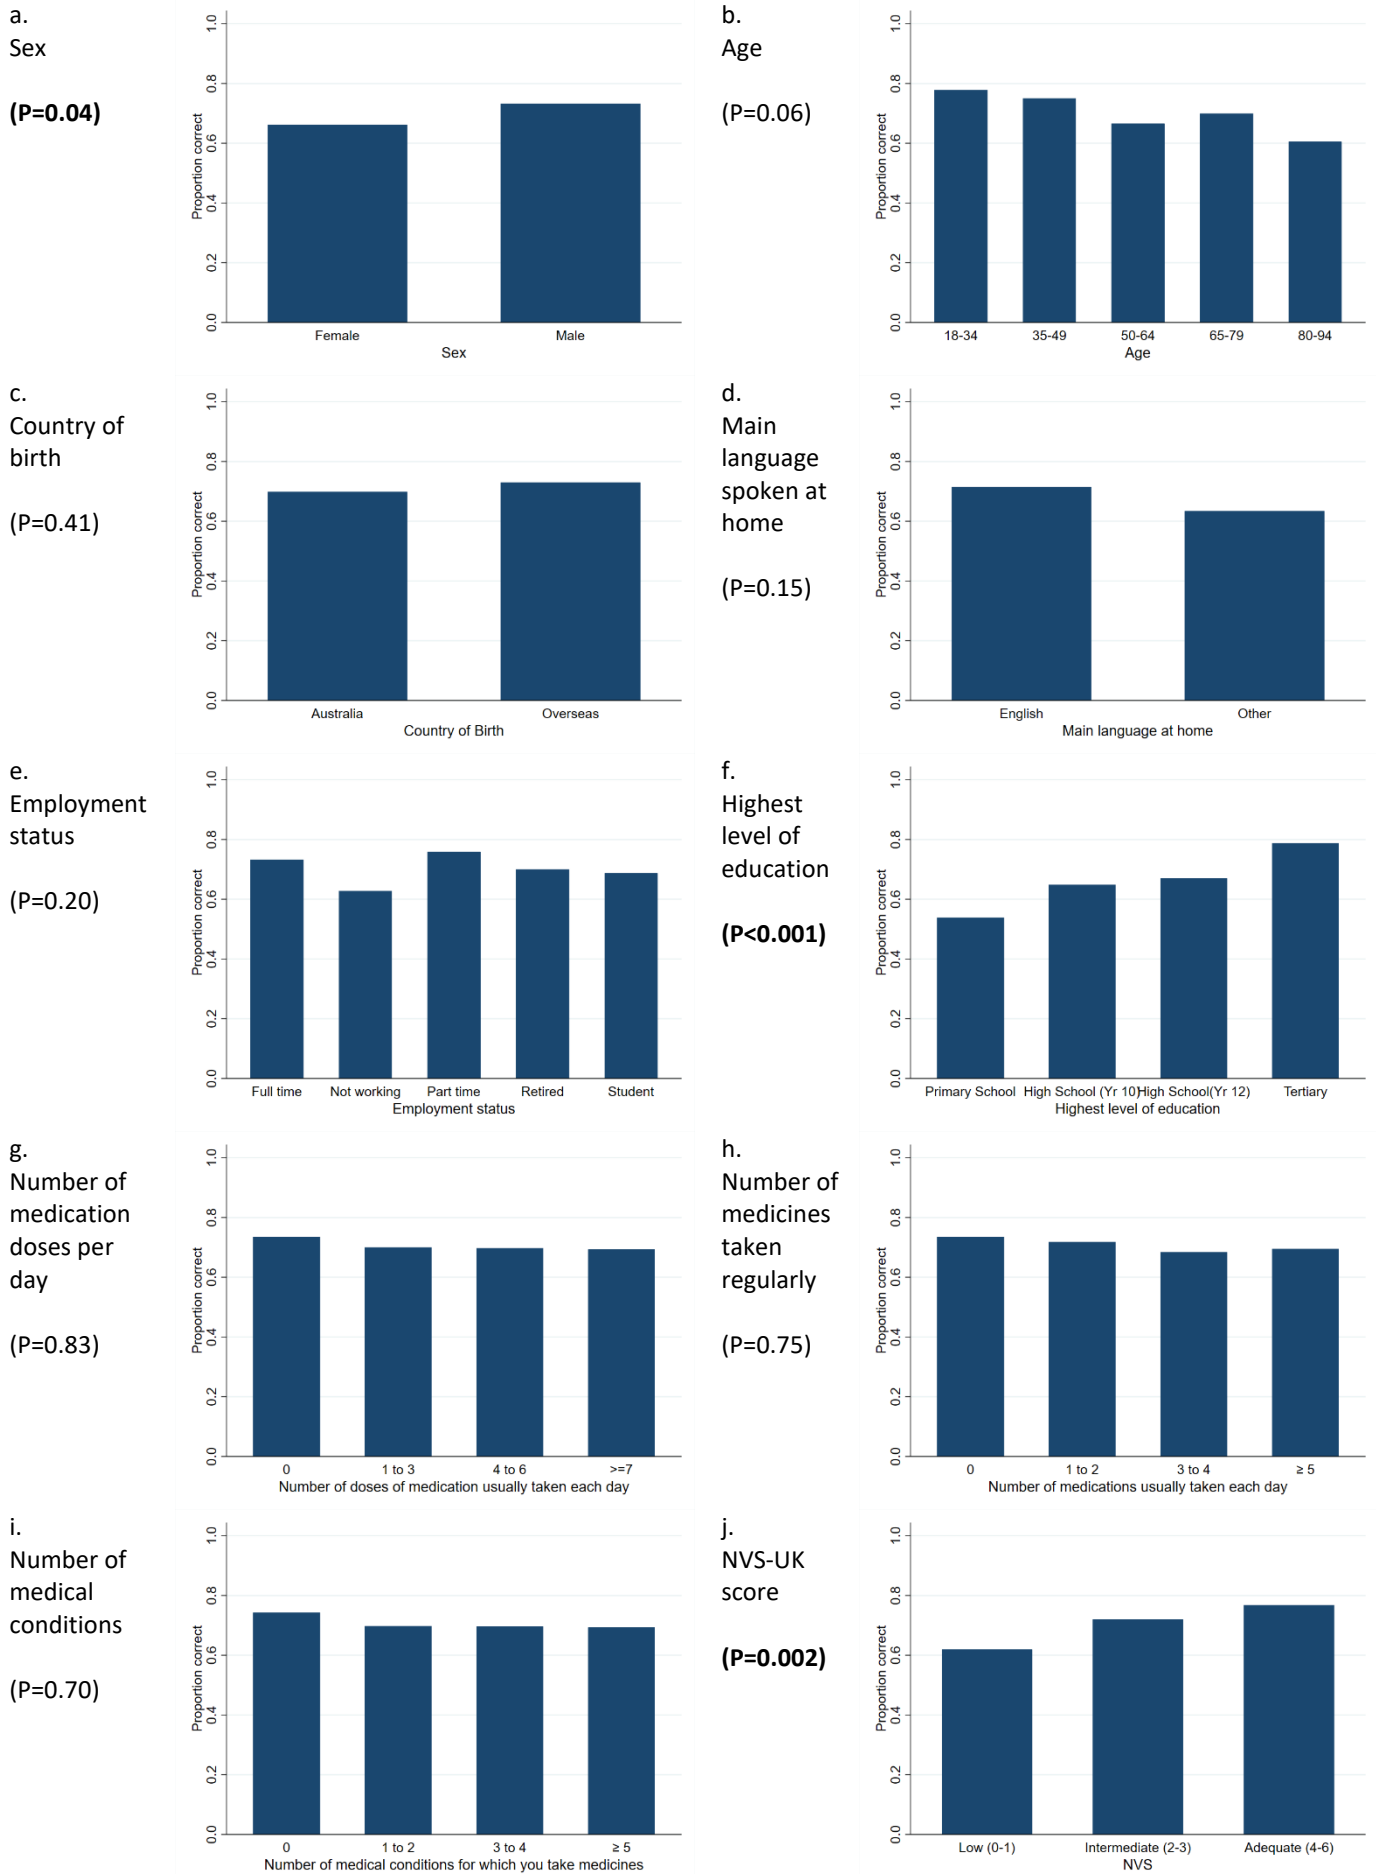 a.
Sex
(P=0.04)
Proportion correct
0.0 0.2 0.4 0.6 0.8 1.0
Female Male
Sex
b.
Age
(P=0.06)
Proportion correct
0.0 0.2 0.4 0.6 0.8 1.0
18-34 35-49 50-64 65-79 80-94
Age
c.
Country of
birth
(P=0.41)
Proportion correct
0.0 0.2 0.4 0.6 0.8 1.0
Australia Overseas
Country of Birth
d.
Main
language
spoken at
home
(P=0.15)
Proportion correct
0.0 0.2 0.4 0.6 0.8 1.0
English Other
Main language at home
e.
Employment
status
(P=0.20)
Proportion correct
0.0 0.2 0.4 0.6 0.8 1.0
Full time Not working Part time Retired Student
Employment status
f.
Highest
level of
education
(P<0.001)
Proportion correct
0.0 0.2 0.4 0.6 0.8 1.0
Primary School High School (Yr 10) High School(Yr 12) Tertiary
Highest level of education
g.
Number of
medication
doses per
day
(P=0.83)
Proportion correct
0.0 0.2 0.4 0.6 0.8 1.0
0 1 to 3 4 to 6 >=7
Number of doses of medication usually taken each day
h.
Number of
medicines
taken
regularly
(P=0.75)
Proportion correct
0.0 0.2 0.4 0.6 0.8 1.0
0 1 to 2 3 to 4 ≥ 5
Number of medications usually taken each day
i.
Number of
medical
conditions
(P=0.70)
Proportion correct
0.0 0.2 0.4 0.6 0.8 1.0
0 1 to 2 3 to 4 ≥ 5
Number of medical conditions for which you take medicines
j.
NVS-UK
score
(P=0.002)
Proportion correct
0.0 0.2 0.4 0.6 0.8 1.0
Low (0-1) Intermediate (2-3) Adequate (4-6)
NVS